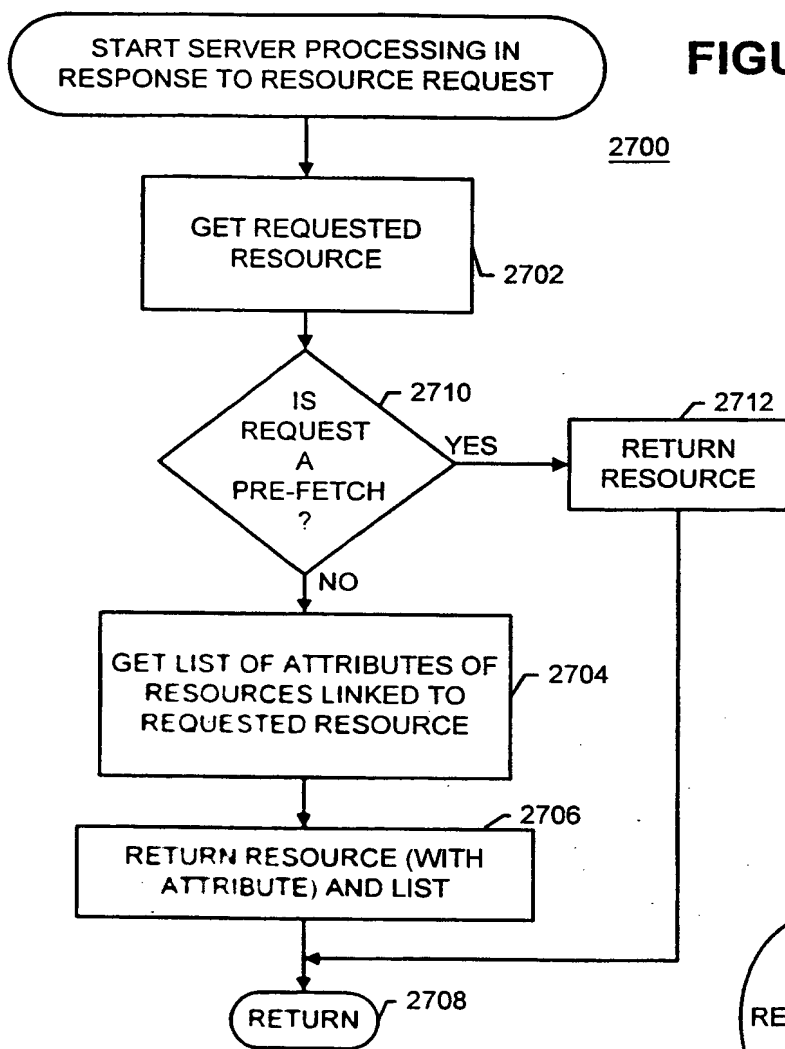 START SERVER PROCESSING IN
RESPONSE TO RESOURCE REQUEST
FIGU
2700
GET REQUESTED
RESOURCE
2702
IS
REQUEST
A
PRE-FETCH
?
2710
YES
2712
RETURN
RESOURCE
NO
GET LIST OF ATTRIBUTES OF
RESOURCES LINKED TO
REQUESTED RESOURCE
2704
2706
RETURN RESOURCE (WITH
ATTRIBUTE) AND LIST
RETURN
2708
RE